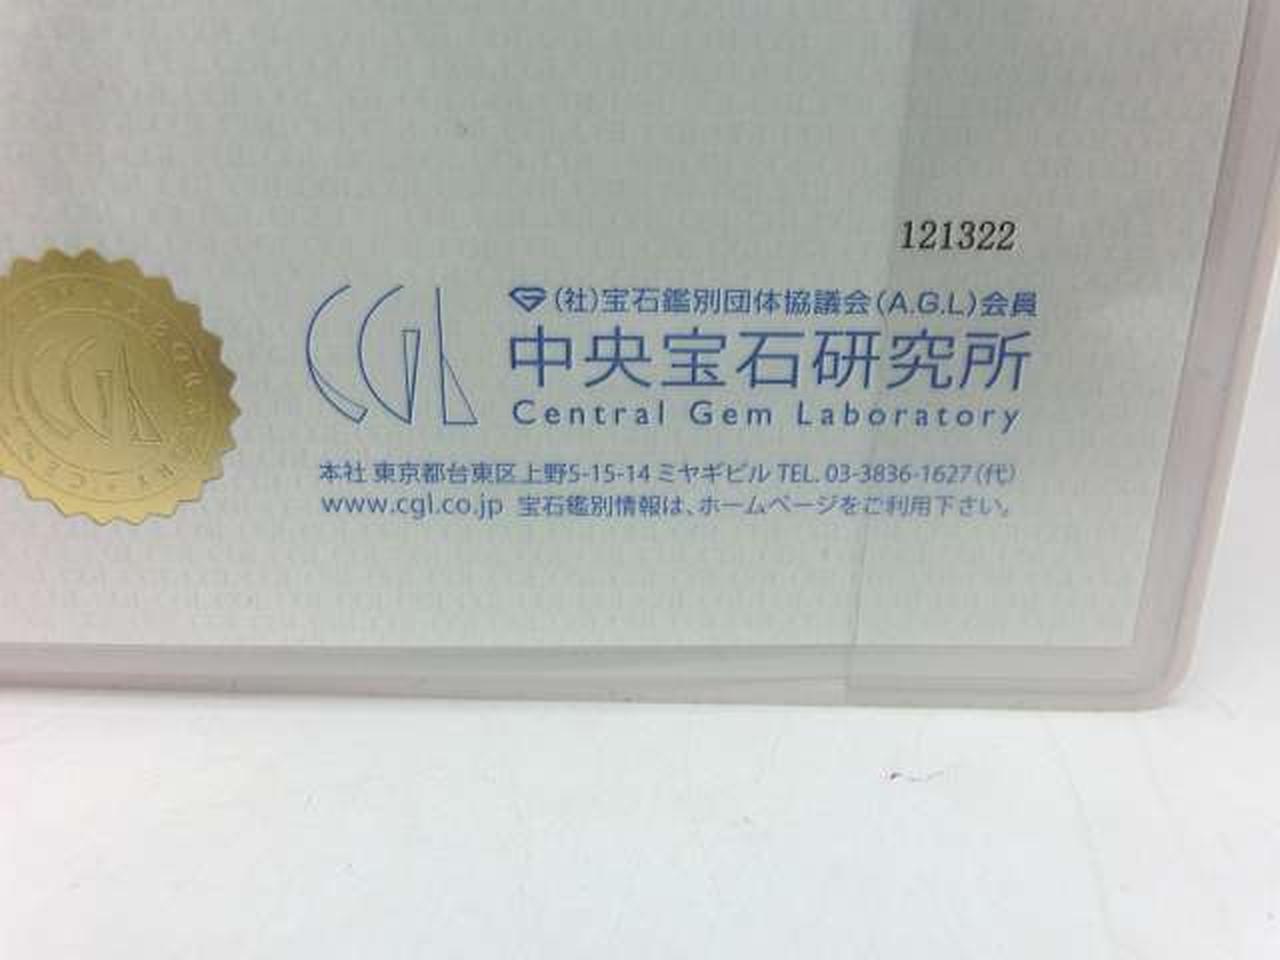 121322
(社)宝石鑑別団体協議会(A.G.L)会員
CGL
中央宝石研究所
Central Gem Laboratory
本社 東京都台東区上野5-15-14 ミヤギビル TEL. 03-3836-1627(代)
www.cgl.co.jp 宝石鑑別情報は、ホームページをご利用下さい。
CGL